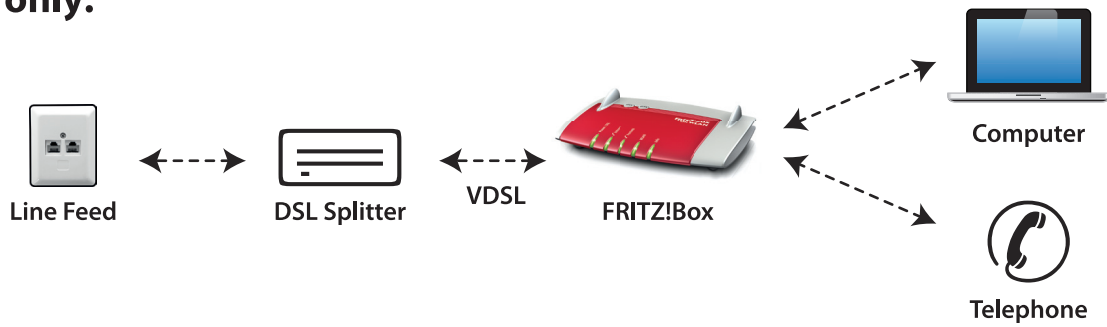 only.
Computer
Line Feed
DSL Splitter
VDSL
FRITZ!Box
Telephone